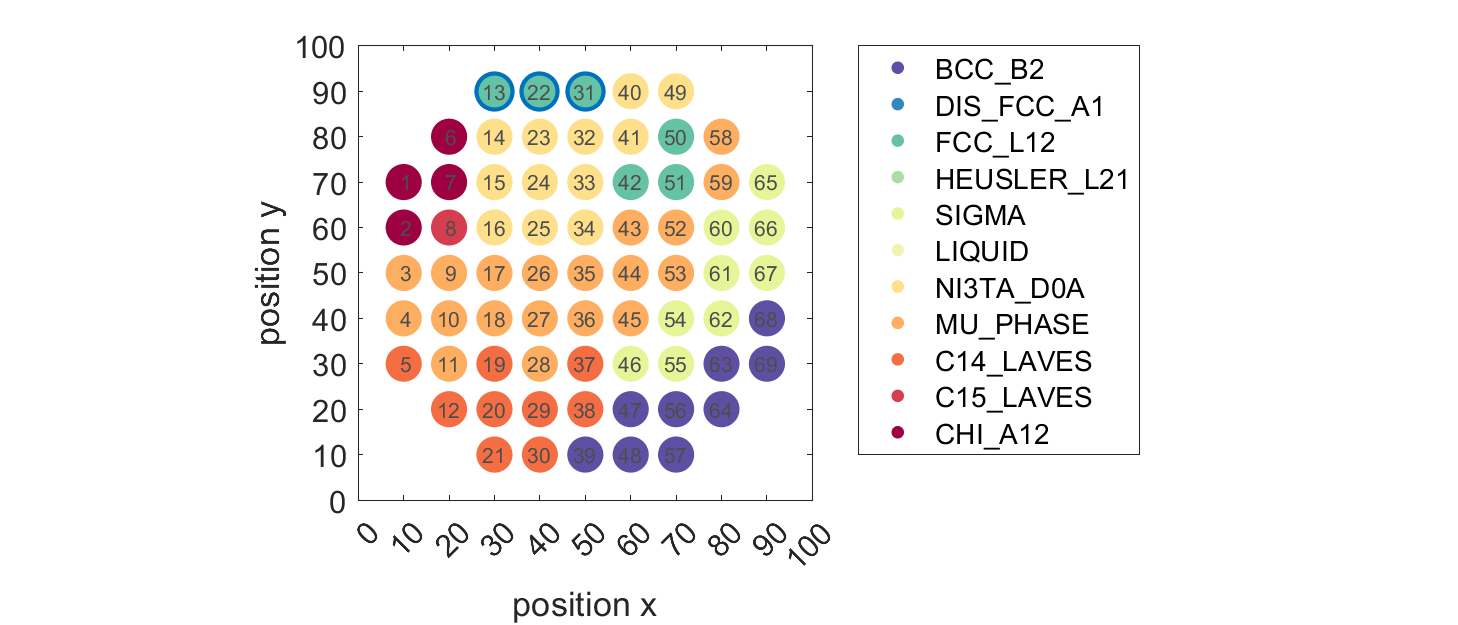 100
90 13 22 31 40 49
80 6 14 23 32 41 50 58
70 1 7 15 24 33 42 51 59 65
60 2 8 16 25 34 43 52 60 66
50 3 9 17 26 35 44 53 61 67
40 4 10 18 27 36 45 54 62 68
30 5 11 19 28 37 46 55 63 69
20 12 20 29 38 47 56 64
10 21 30 39 48 57
0
position y
0 10 20 30 40 50 60 70 80 90 100
position x
BCC_B2
DIS_FCC_A1
FCC_L12
HEUSLER_L21
SIGMA
LIQUID
NI3TA_D0A
MU_PHASE
C14_LAVES
C15_LAVES
CHI_A12